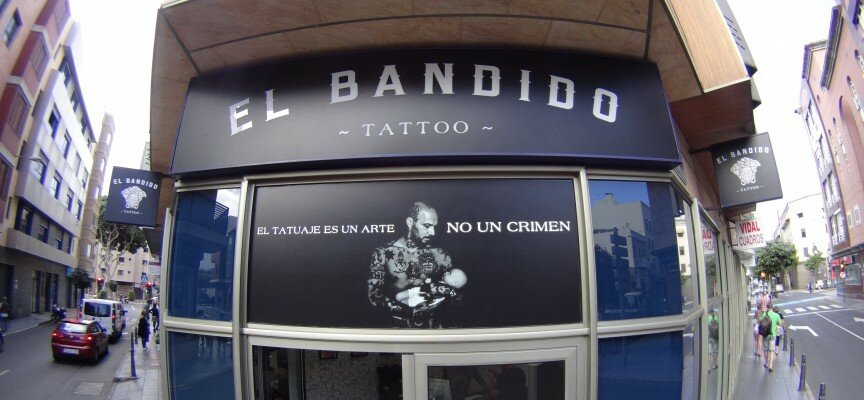 EL BANDIDO
~ TATTOO ~
EL BANDIDO
TATTOO
EL BANDIDO
TATTOO
EL TATUAJE ES UN ARTE
NO UN CRIMEN
VIDAL
CUADROS